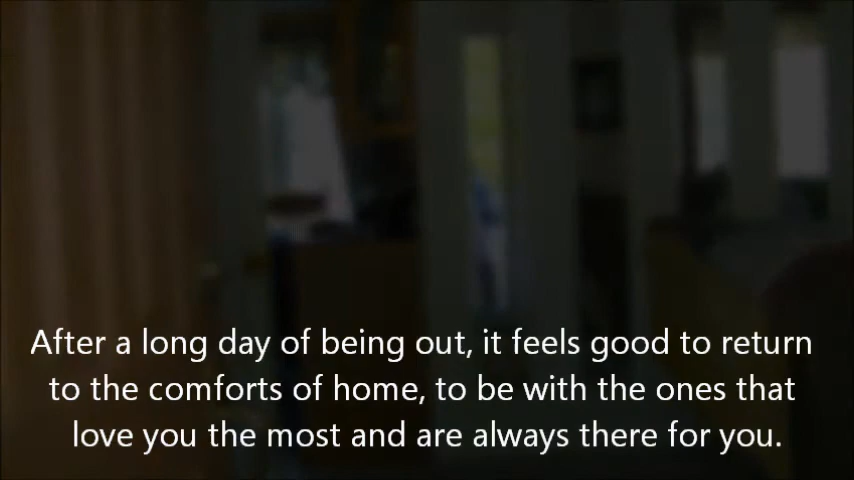 After a long day of being out, it feels good to return
to the comforts of home, to be with the ones that
love you the most and are always there for you.